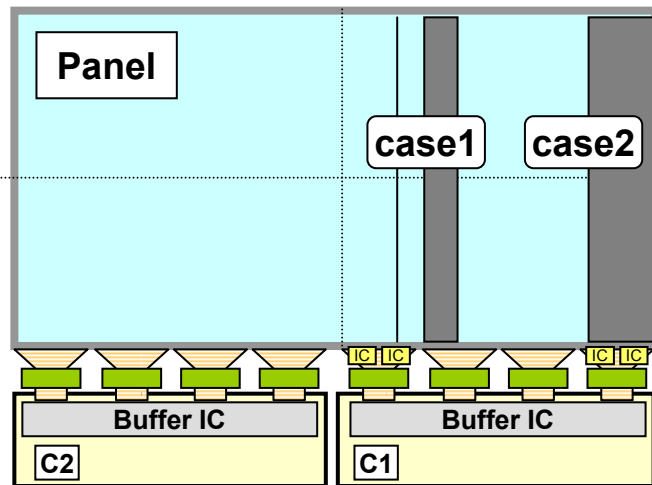 Panel
case1 case2
IC IC IC IC
Buffer IC Buffer IC
C2 C1